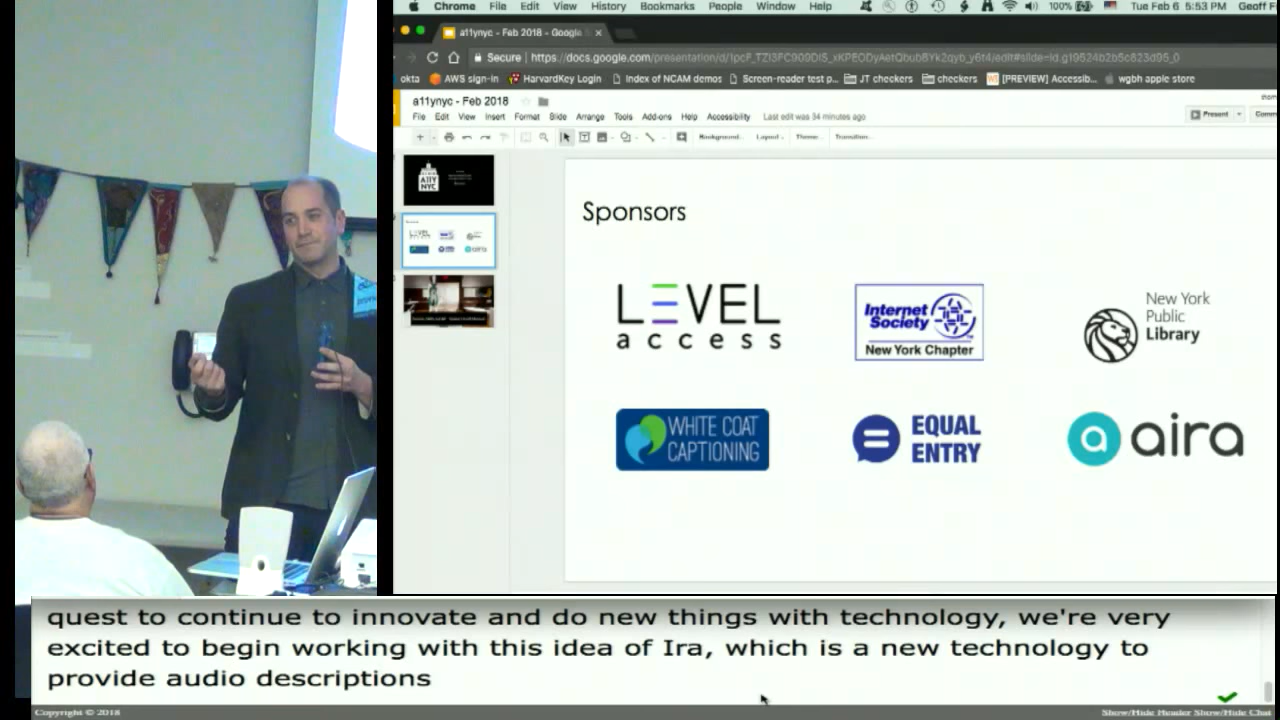 Chrome File Edit View History Bookmarks People Window Help 100% Tue Feb 6 5:53 PM Geoff
a11ynyc - Feb 2018 - Google
Secure https://docs.google.com/presentation/d/
okta AWS sign-in HarvardKey Login Index of NCAM demos Screen-reader test p... JT checkers checkers [PREVIEW] Accessib... wgbh apple store
a11ynyc - Feb 2018
File Edit View Insert Format Slide Arrange Tools Add-ons Help Accessibility Last edit was 34 minutes ago
Present
Background... Layout Theme... Transition...
Sponsors
LEVEL
access
Internet
Society
New York Chapter
New York
Public
Library
WHITE COAT
CAPTIONING
EQUAL
ENTRY
aira
quest to continue to innovate and do new things with technology, we're very
excited to begin working with this idea of Ira, which is a new technology to
provide audio descriptions
Copyright © 2018 Show/Hide Header Show/Hide Chat